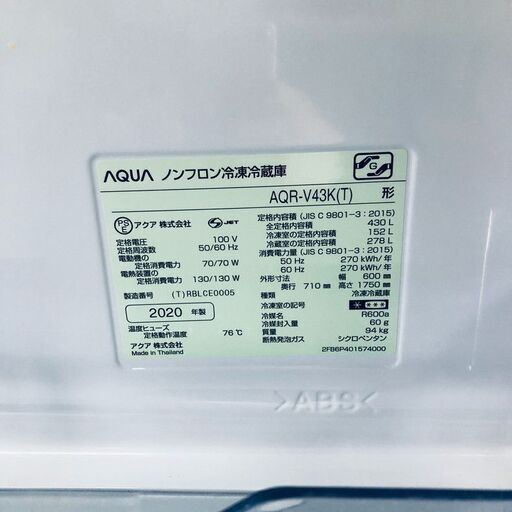 AQUA ノンフロン冷凍冷蔵庫
G
AQR-V43K(T) 形
PS E アクア 株式会社 S JET
定格電圧 100 V
定格周波数 50/60 Hz
電動機の
定格消費電力 70/70 W
電熱装置の
定格消費電力 130/130 W
製造番号 (T)RBLCE0005
2020 年製
温度ヒューズ
定格動作温度 76℃
アクア 株式会社
Made in Thailand
定格内容積 (JIS C 9801-3 : 2015)
全定格内容積 430 L
冷凍室の定格内容積 152 L
冷蔵室の定格内容積 278 L
消費電力量 (JIS C 9801-3 : 2015)
50 Hz 270 kWh/年
60 Hz 270 kWh/年
外形寸法 幅 600 mm
奥行 710 mm 高さ 1750 mm
種類 冷凍冷蔵庫
冷凍室の記号
冷媒名 R600a
冷媒封入量 60 g
質量 94 kg
断熱発泡ガス シクロペンタン
2FB6P401574000
>ABS<